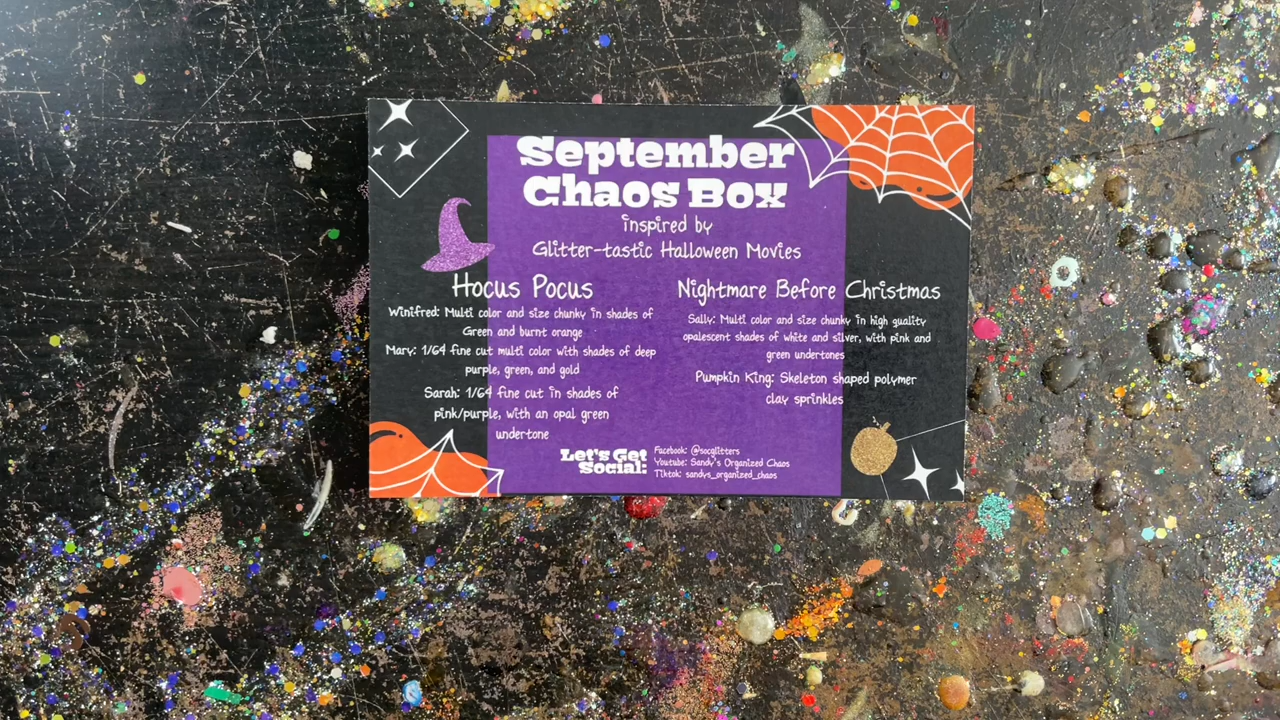 September
Chaos Box
inspired by
Glitter-tastic Halloween Movies
Hocus Pocus
Winifred: Multi color and size chunky in shades of
Green and burnt orange
Mary: 1/64 fine cut multi color with shades of deep
purple, green, and gold
Sarah: 1/64 fine cut in shades of
pink/purple, with an opal green
undertone
Nightmare Before Christmas
Sally: Multi color and size chunky in high quality
opalescent shades of white and silver, with pink and
green undertones
Pumpkin King: Skeleton shaped polymer
clay sprinkles
Let's Get
Social:
Facebook: @socglitters
Youtube: Sandy's Organized Chaos
Tiktok: sandys_organized_chaos